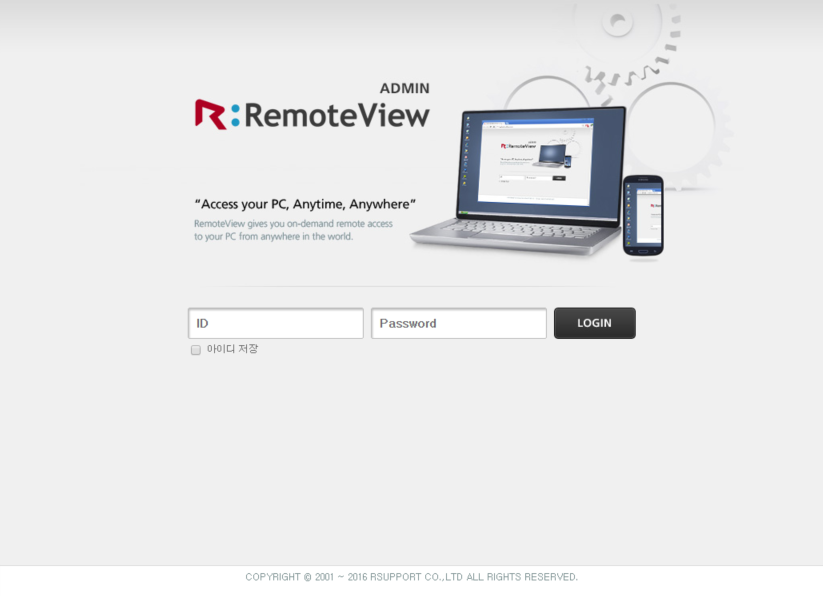 ADMIN
R:RemoteView
“Access your PC, Anytime, Anywhere”
RemoteView gives you on-demand remote access
to your PC from anywhere in the world.
ID Password LOGIN
아이디 저장
COPYRIGHT @ 2001 ~ 2016 RSUPPORT CO.,LTD ALL RIGHTS RESERVED.